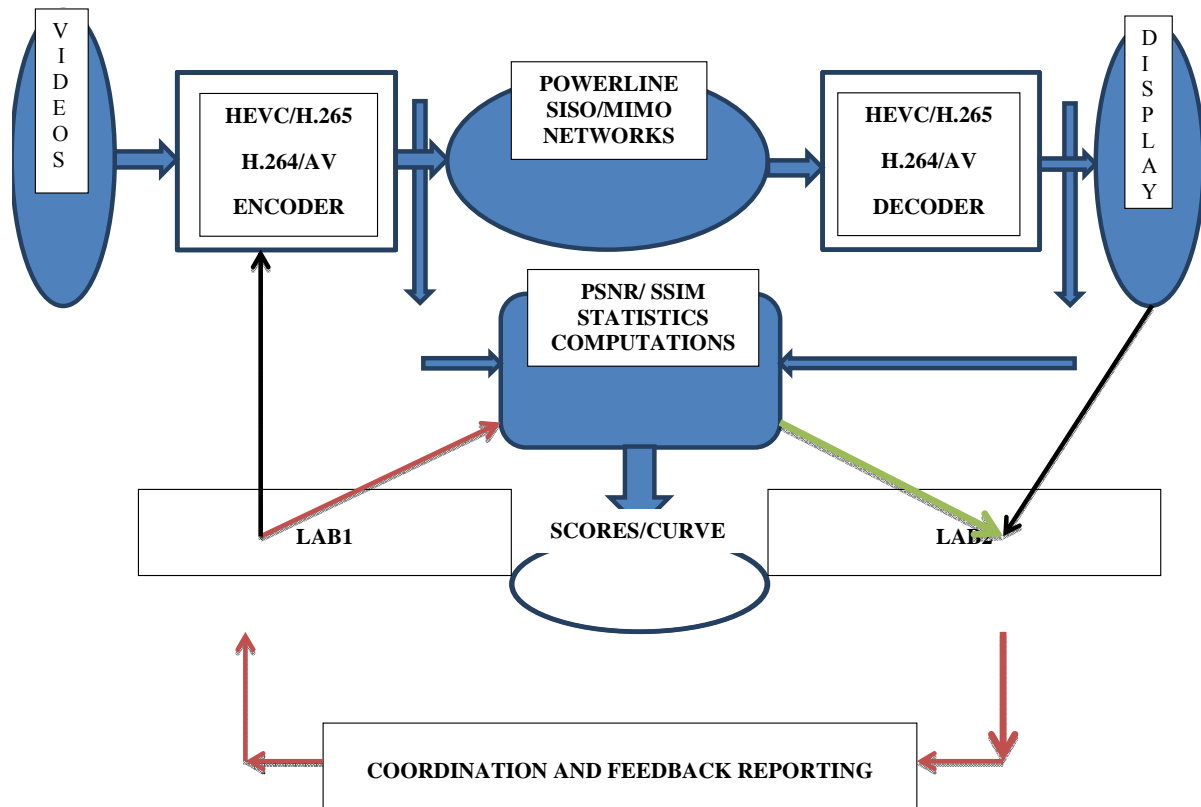 VIDEOS
HEVC/H.265
H.264/AV
ENCODER
POWERLINE
SISO/MIMO
NETWORKS
HEVC/H.265
H.264/AV
DECODER
DISPLAY
PSNR/ SSIM
STATISTICS
COMPUTATIONS
LAB1
SCORES/CURVE
LAB2
COORDINATION AND FEEDBACK REPORTING